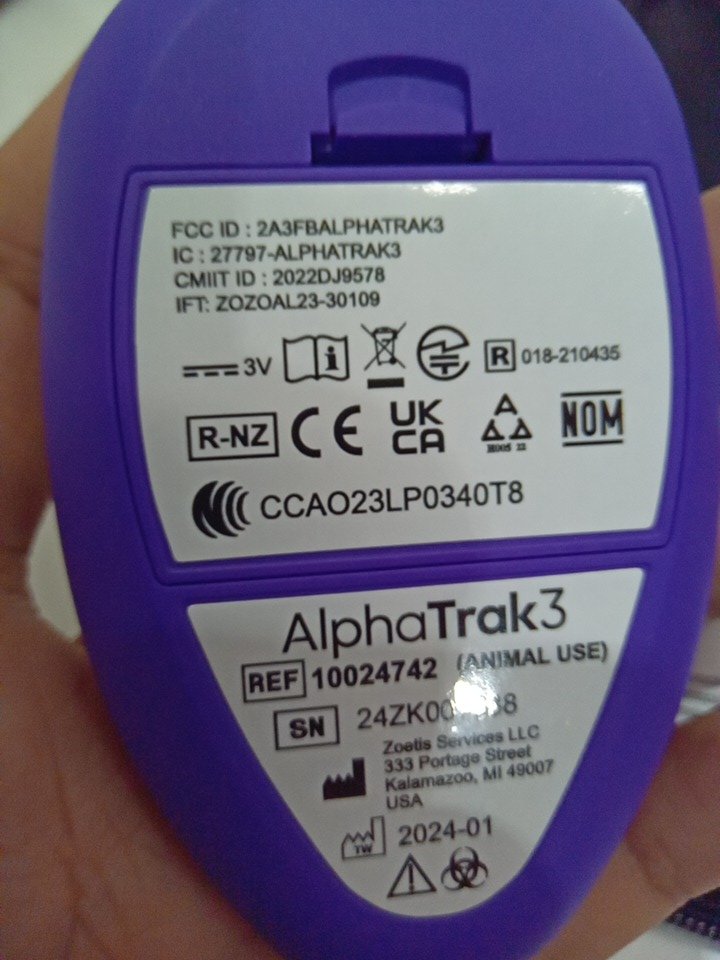 FCC ID : 2A3FBALPHATRAK3
IC : 27797-ALPHATRAK3
CMIIT ID : 2022DJ9578
IFT: ZOZOAL23-30109
3V
R 018-210435
R-NZ CE UK CA NOM
CCAO23LP0340T8
AlphaTrak3
REF 10024742 (ANIMAL USE)
SN
Zoetis Services LLC
333 Portage Street
Kalamazoo, MI 49007
USA
TW 2024-01